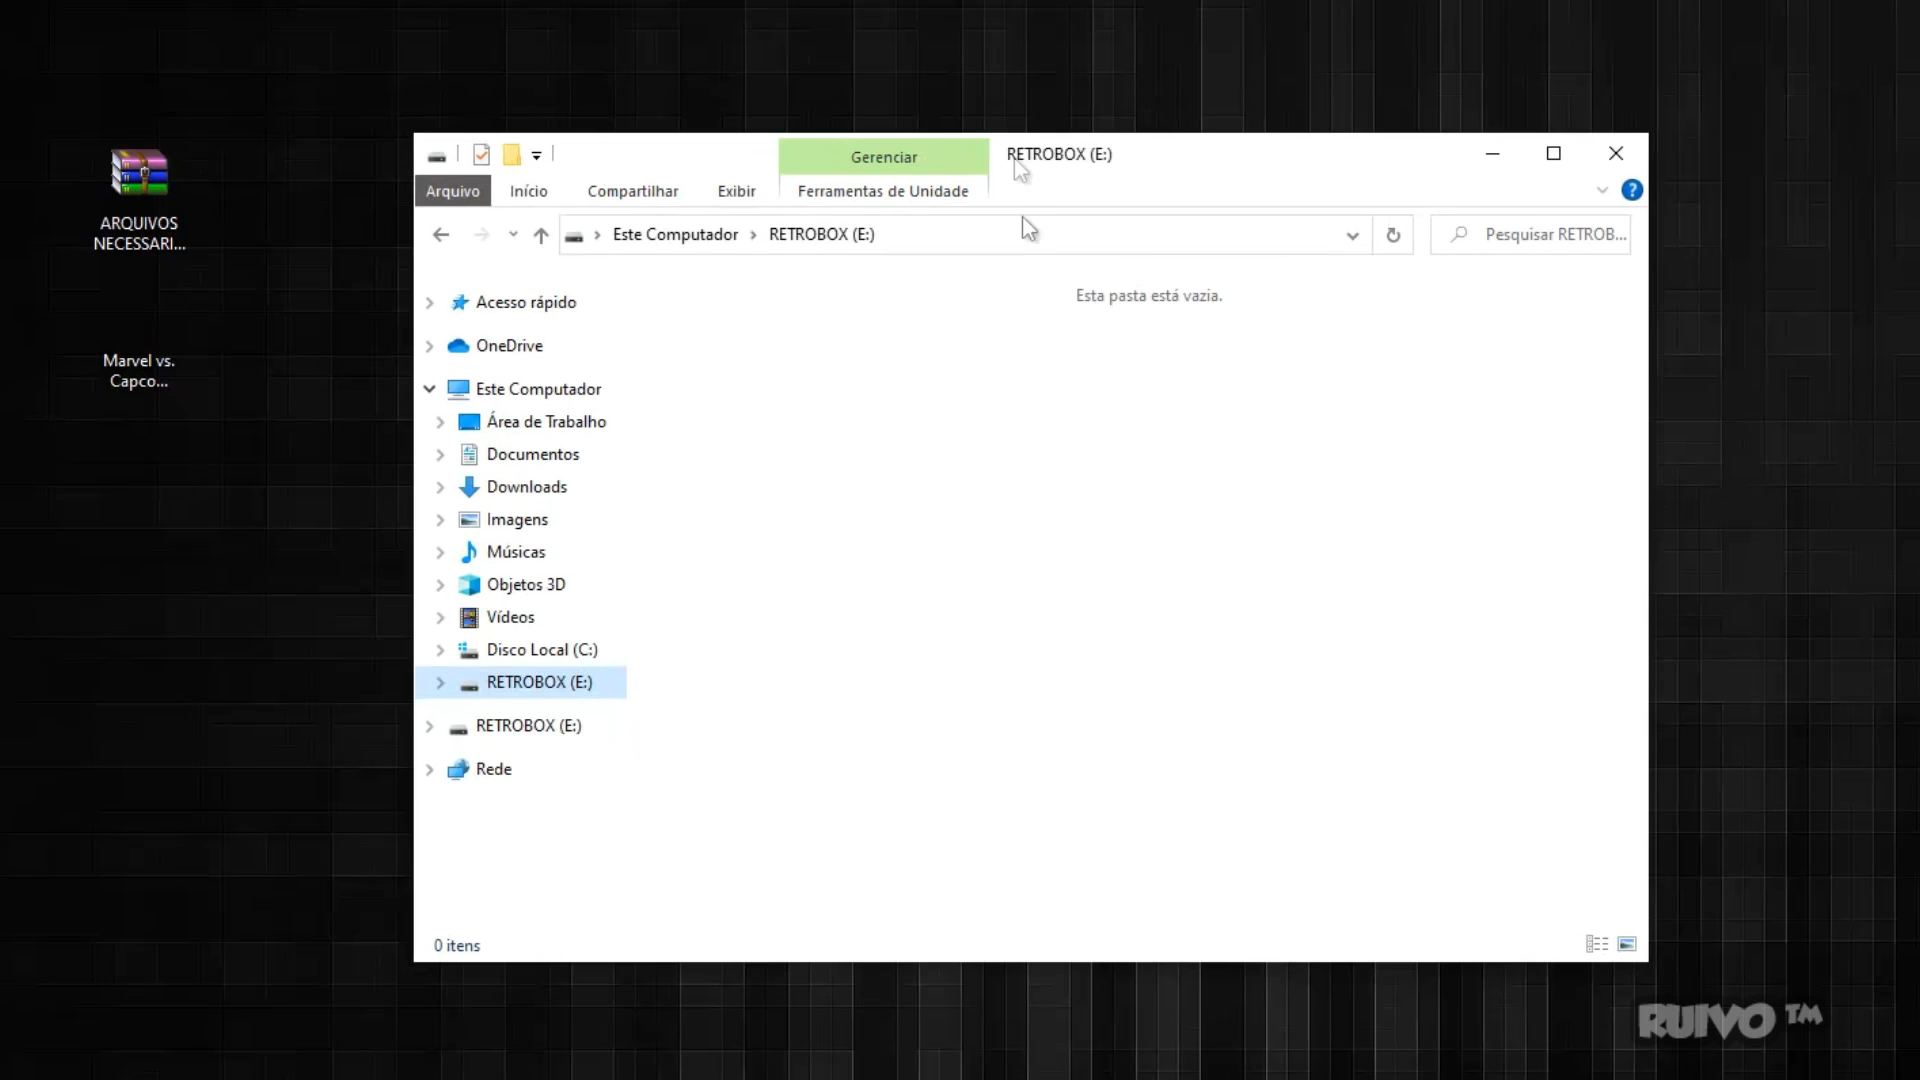 ARQUIVOS
NECESSARI...
Marvel vs.
Capco...
Gerenciar
RETROBOX (E:)
Arquivo
Início
Compartilhar
Exibir
Ferramentas de Unidade
?
Este Computador
RETROBOX (E:)
Pesquisar RETROB...
Acesso rápido
Esta pasta está vazia.
OneDrive
Este Computador
Área de Trabalho
Documentos
Downloads
Imagens
Músicas
Objetos 3D
Vídeos
Disco Local (C:)
RETROBOX (E:)
RETROBOX (E:)
Rede
0 itens
RUIVO ™